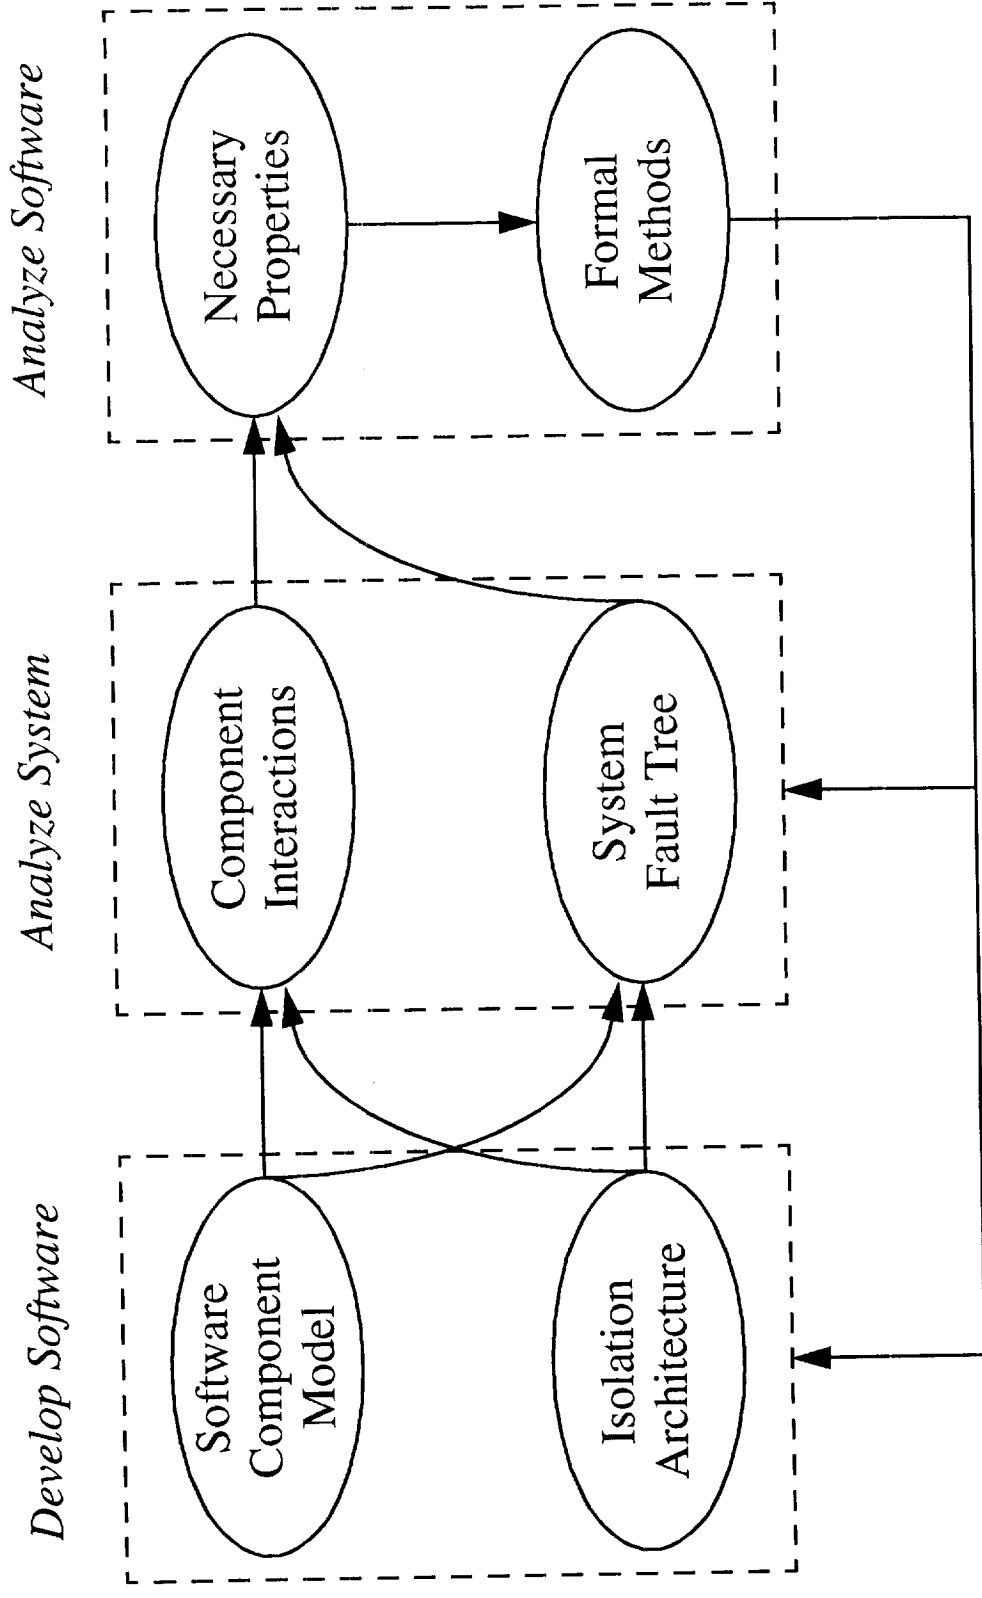 Develop Software
Analyze System
Analyze Software
Software
Component
Model
Component
Interactions
Necessary
Properties
Isolation
Architecture
System
Fault Tree
Formal
Methods